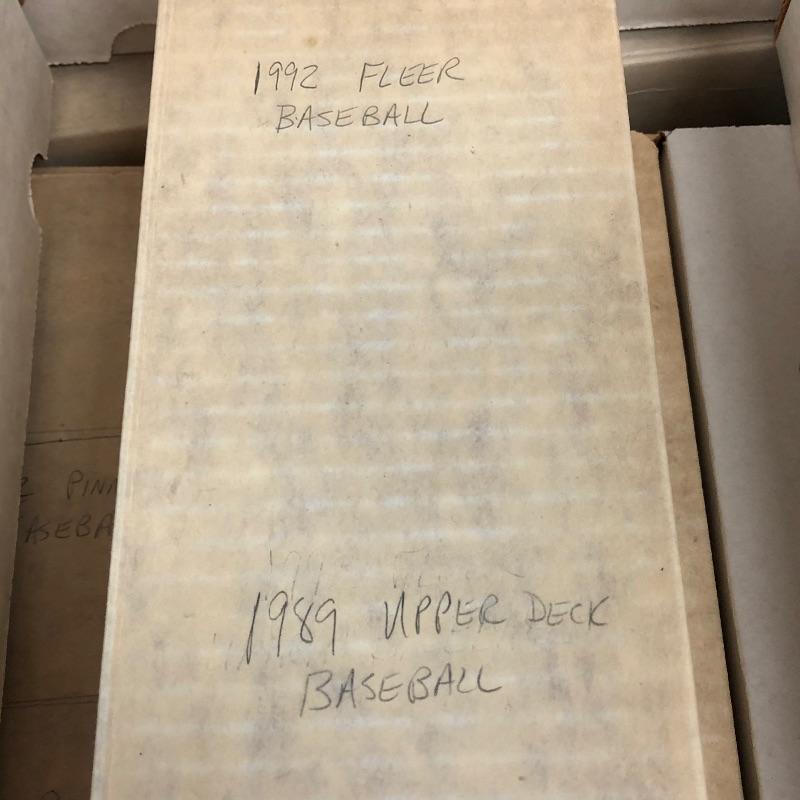 1992 FLEER
BASEBALL
1989 UPPER DECK
BASEBALL